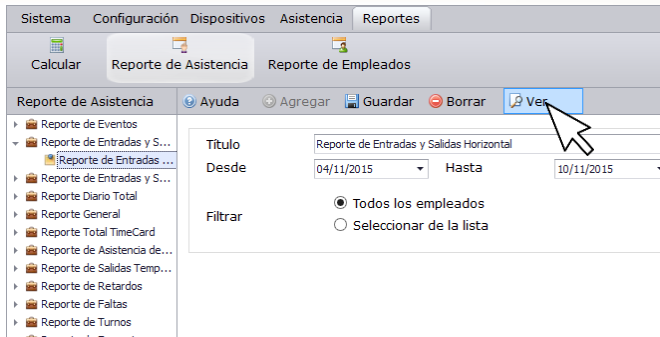 Sistema Configuración Dispositivos Asistencia Reportes
Calcular Reporte de Asistencia Reporte de Empleados
Reporte de Asistencia Ayuda Agregar Guardar Borrar Ver
Reporte de Eventos
Reporte de Entradas y S...
Reporte de Entradas ...
Reporte de Entradas y S...
Reporte Diario Total
Reporte General
Reporte Total TimeCard
Reporte de Asistencia de...
Reporte de Salidas Temp...
Reporte de Retardos
Reporte de Faltas
Reporte de Turnos
Título Reporte de Entradas y Salidas Horizontal
Desde 04/11/2015 Hasta 10/11/2015
Filtrar
Todos los empleados
Seleccionar de la lista